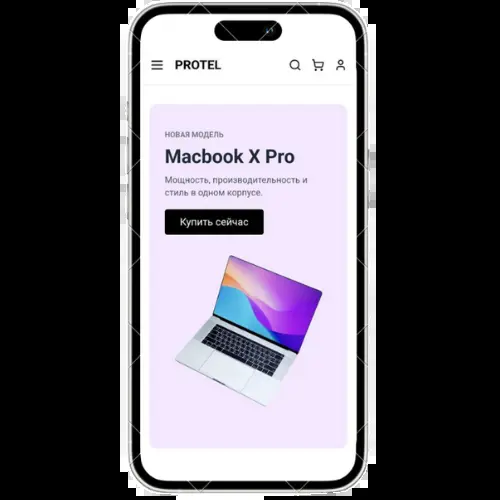 PROTEL
НОВАЯ МОДЕЛЬ
Macbook X Pro
Мощность, производительность и
стиль в одном корпусе.
Купить сейчас